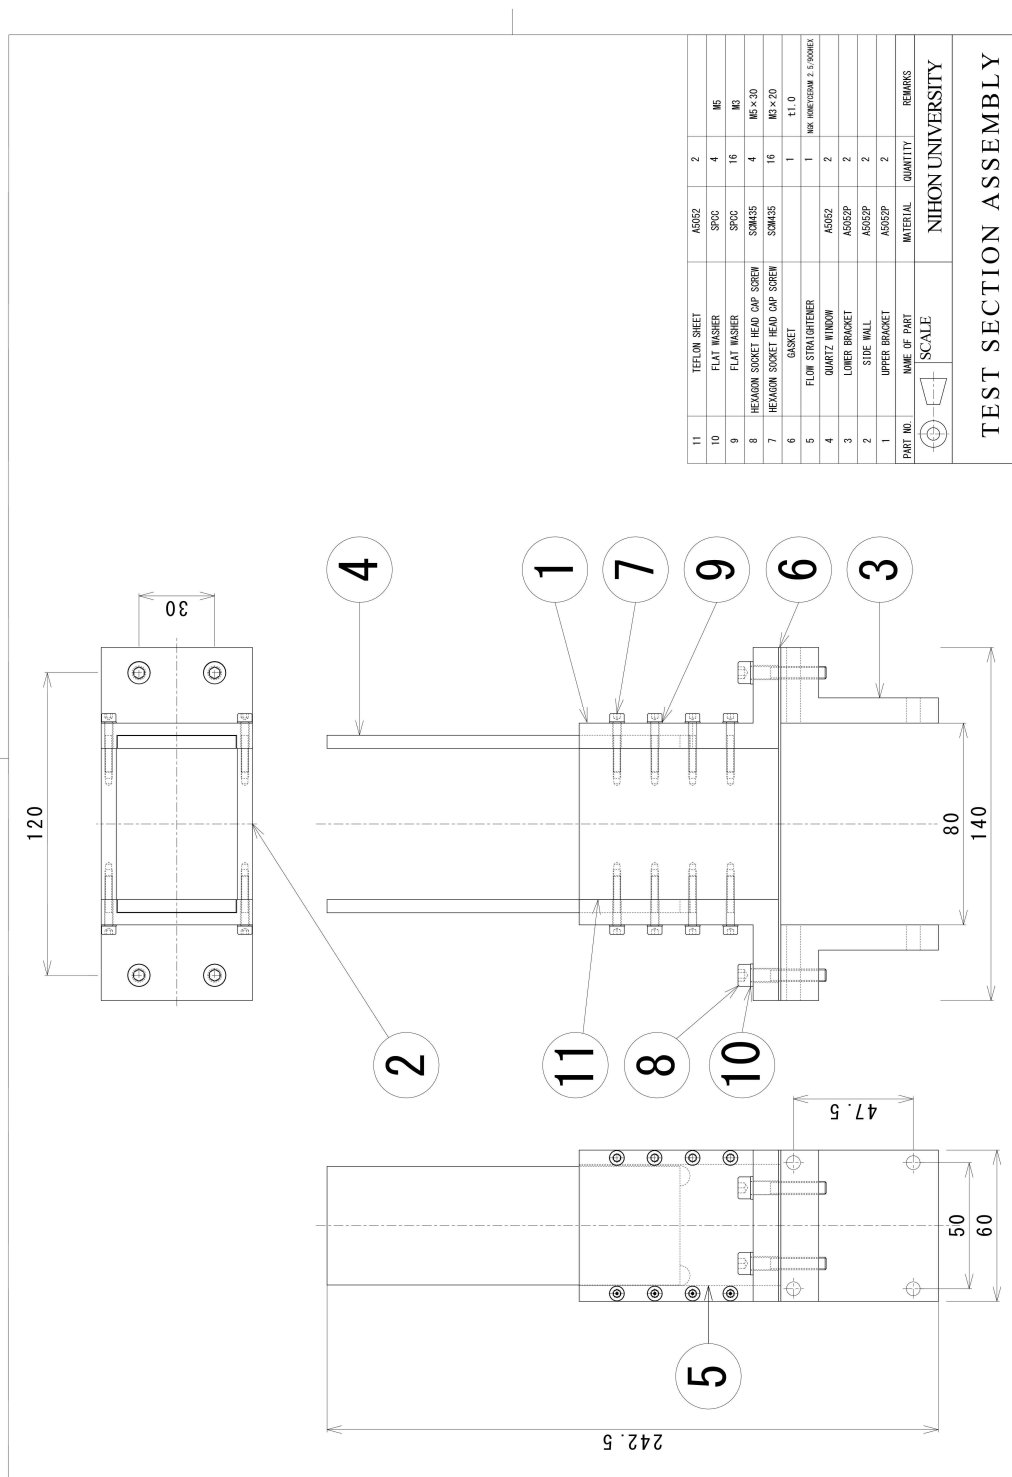 120
30
4
1
7
9
6
3
2
11
8
10
80
140
47.5
50
60
5
242.5
11 TEFLON SHEET A5052 2
10 FLAT WASHER SPCC 4 M5
9 FLAT WASHER SPCC 16 M3
8 HEXAGON SOCKET HEAD CAP SCREW SCM435 4 M5×30
7 HEXAGON SOCKET HEAD CAP SCREW SCM435 16 M3×20
6 GASKET 1 t1.0
5 FLOW STRAIGHTENER 1 NGK HONEYCERAM 2.5/900HEX
4 QUARTZ WINDOW A5052 2
3 LOWER BRACKET A5052P 2
2 SIDE WALL A5052P 2
1 UPPER BRACKET A5052P 2
PART NO. NAME OF PART MATERIAL QUANTITY REMARKS
SCALE NIHON UNIVERSITY
TEST SECTION ASSEMBLY